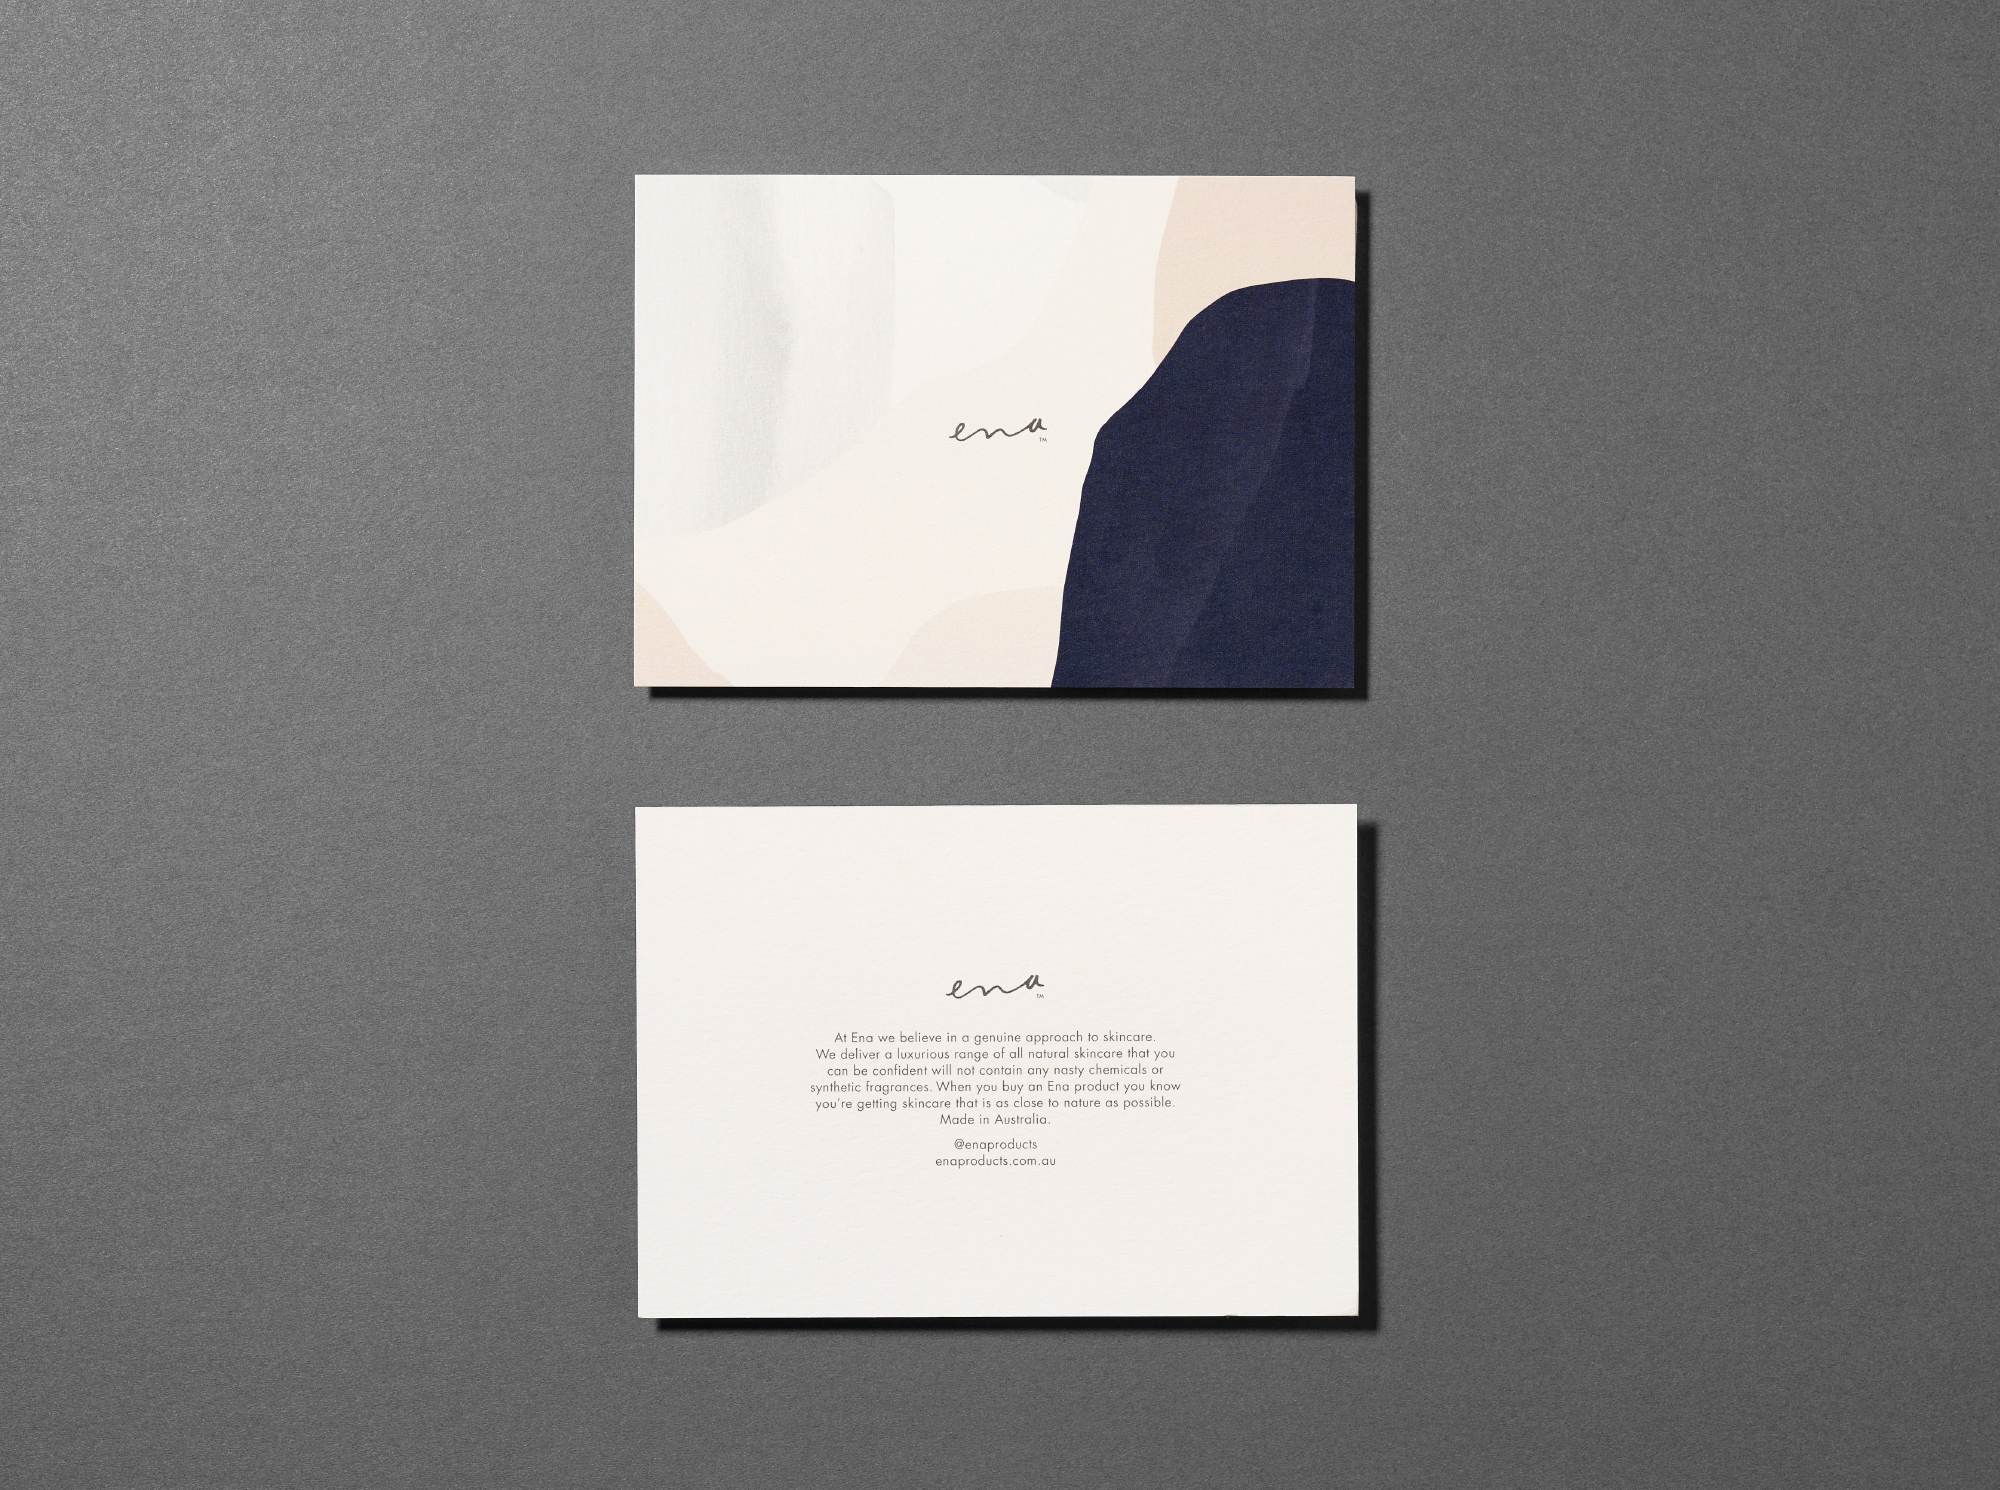 ena
TM
ena
TM
At Ena we believe in a genuine approach to skincare.
We deliver a luxurious range of all natural skincare that you
can be confident will not contain any nasty chemicals or
synthetic fragrances. When you buy an Ena product you know
you're getting skincare that is as close to nature as possible.
Made in Australia.
@enaproducts
enaproducts.com.au